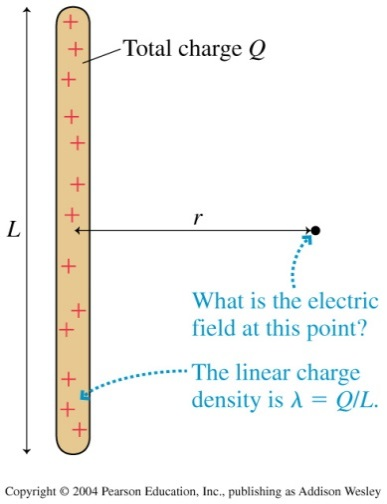 Total charge Q
r
L
What is the electric
field at this point?
The linear charge
density is λ = Q/L.
Copyright © 2004 Pearson Education, Inc., publishing as Addison Wesley